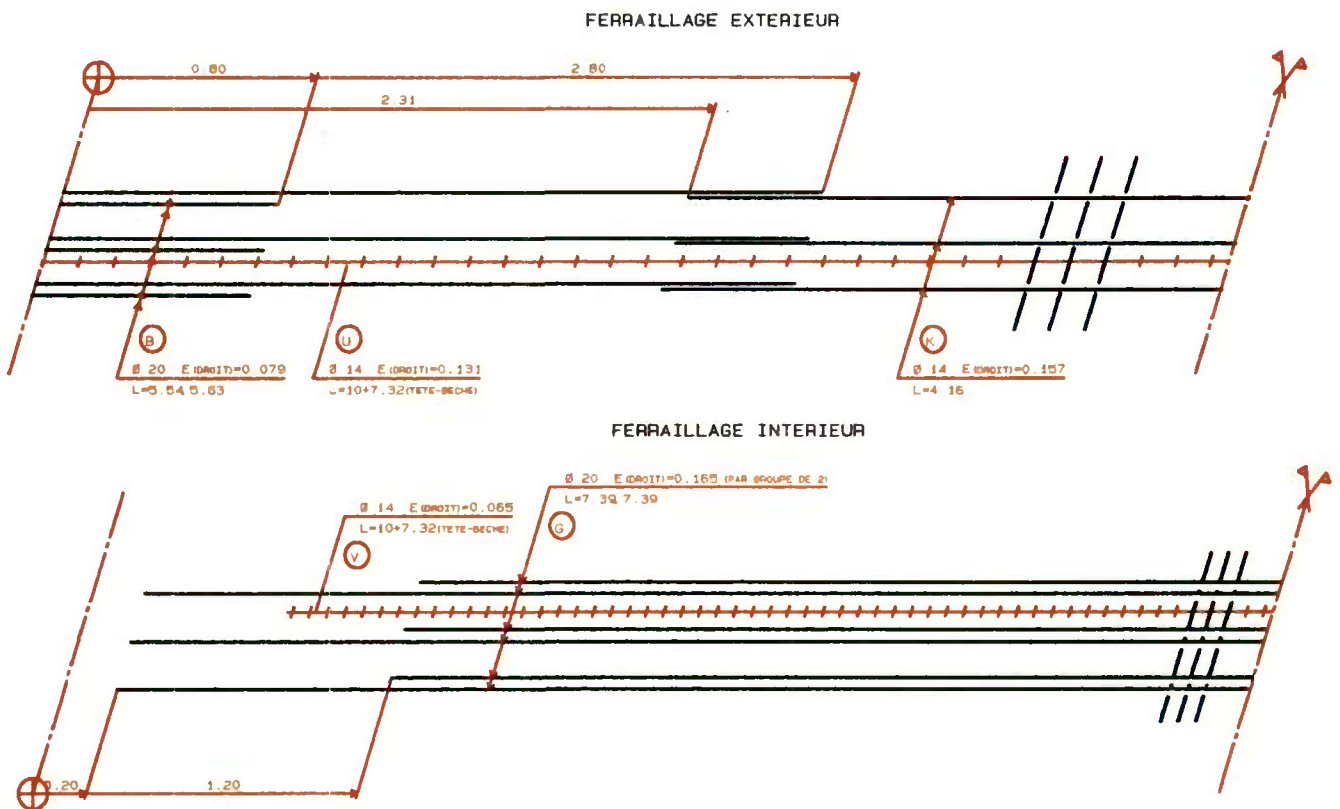 FERRAILLAGE EXTERIEUR
0.80
2.80
2.31
B
U
K
Ø 20 E(DROIT)=0.079
L=5.54,5.63
Ø 14 E(DROIT)=0.131
L=10+7.32(TETE-BECHE)
Ø 14 E(DROIT)=0.157
L=4.16
FERRAILLAGE INTERIEUR
Ø 20 E(DROIT)=0.165 (PAR GROUPE DE 2)
L=7.39,7.39
Ø 14 E(DROIT)=0.065
L=10+7.32(TETE-BECHE)
G
V
0.20
1.20